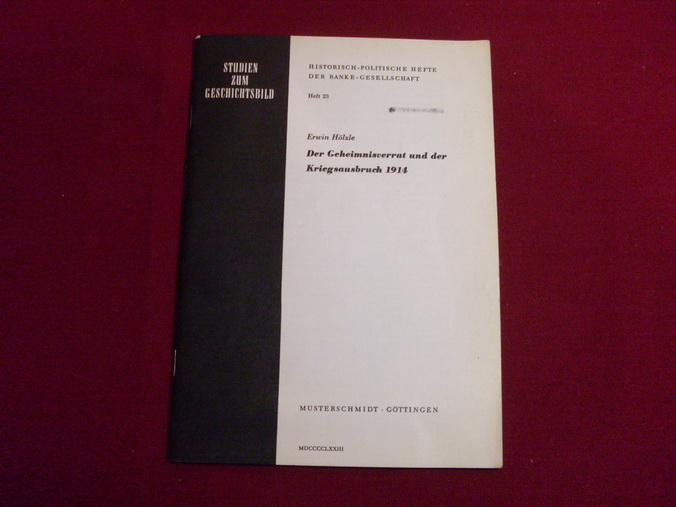 STUDIEN
ZUM
GESCHICHTSBILD
HISTORISCH-POLITISCHE HEFTE
DER RANKE-GESELLSCHAFT
Heft 23
Erwin Hölzle
Der Geheimnisverrat und der
Kriegsausbruch 1914
MUSTERSCHMIDT · GÖTTINGEN
MDCCCCLXXIII